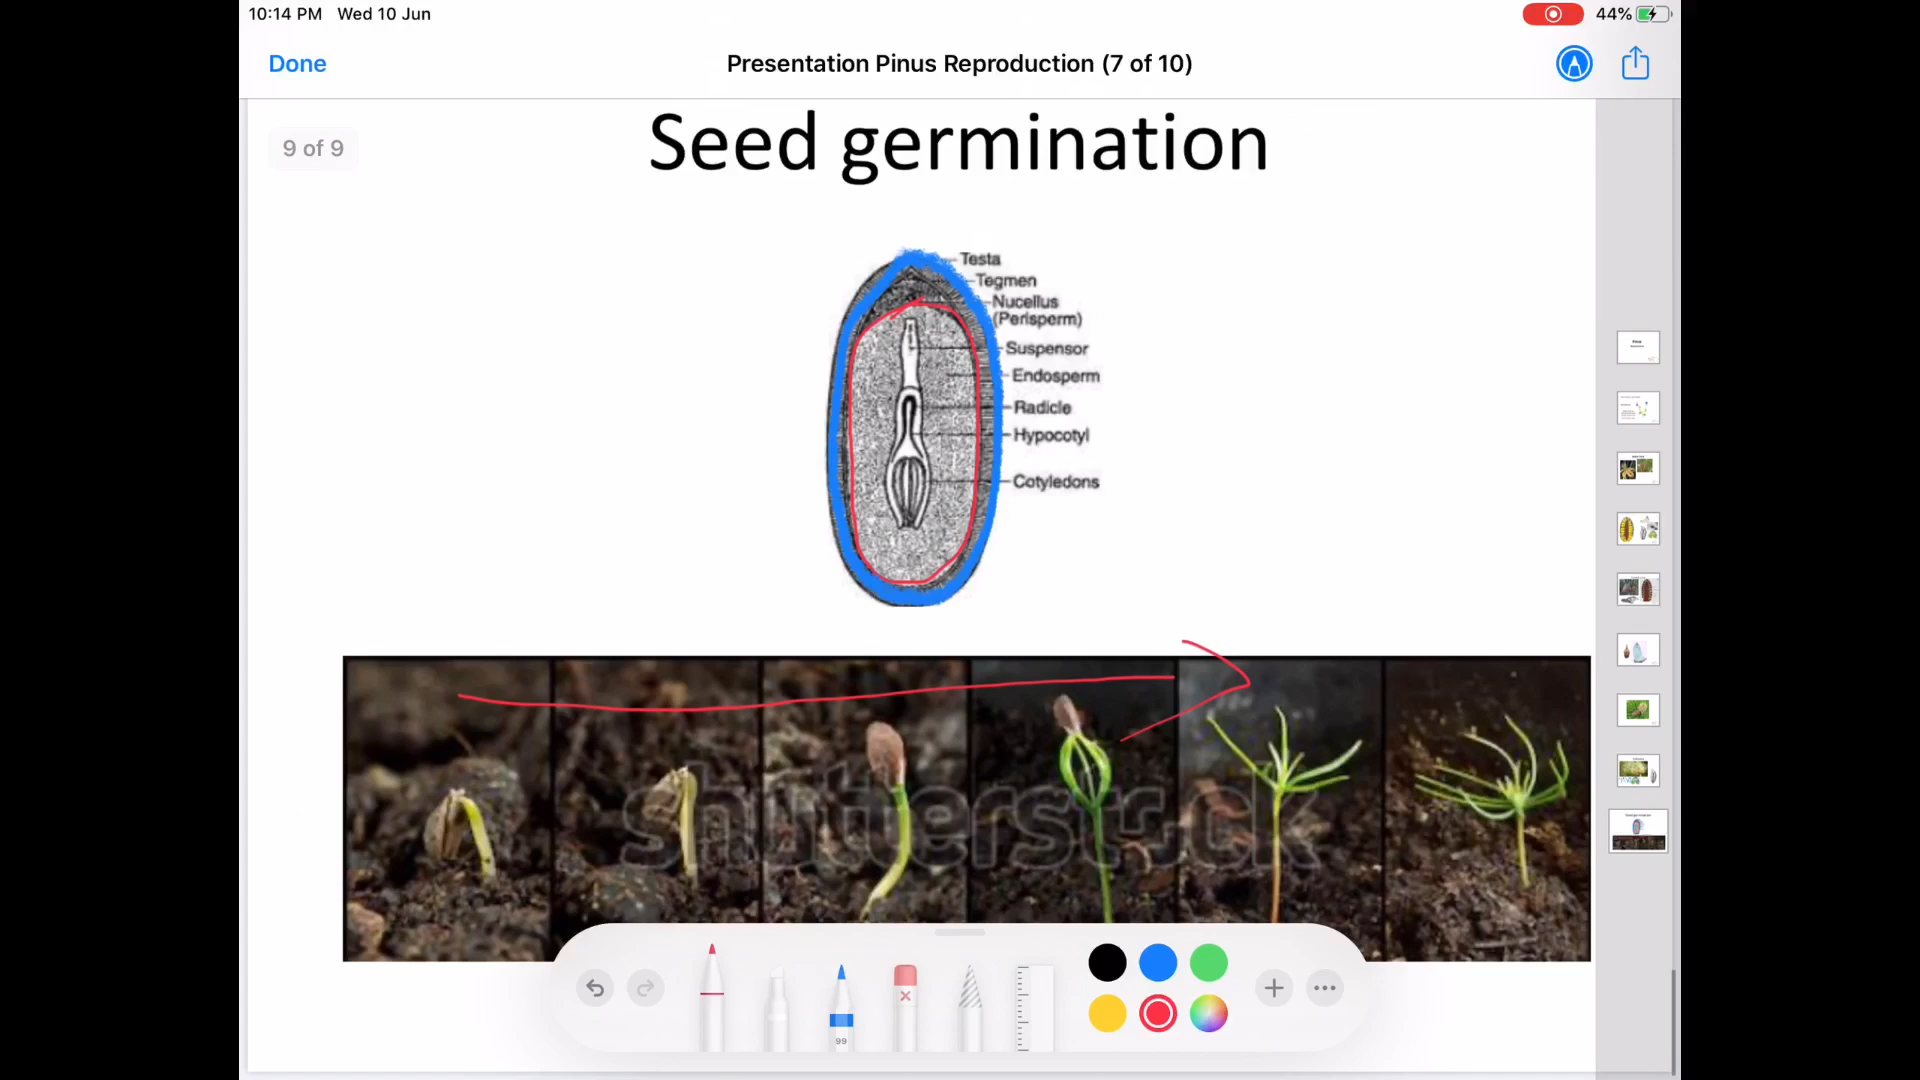 10:14 PM Wed 10 Jun
44%
Done
Presentation Pinus Reproduction (7 of 10)
9 of 9
Seed germination
Testa
Tegmen
Nucellus
(Perisperm)
Suspensor
Endosperm
Radicle
Hypocotyl
Cotyledons
shutterstock
99